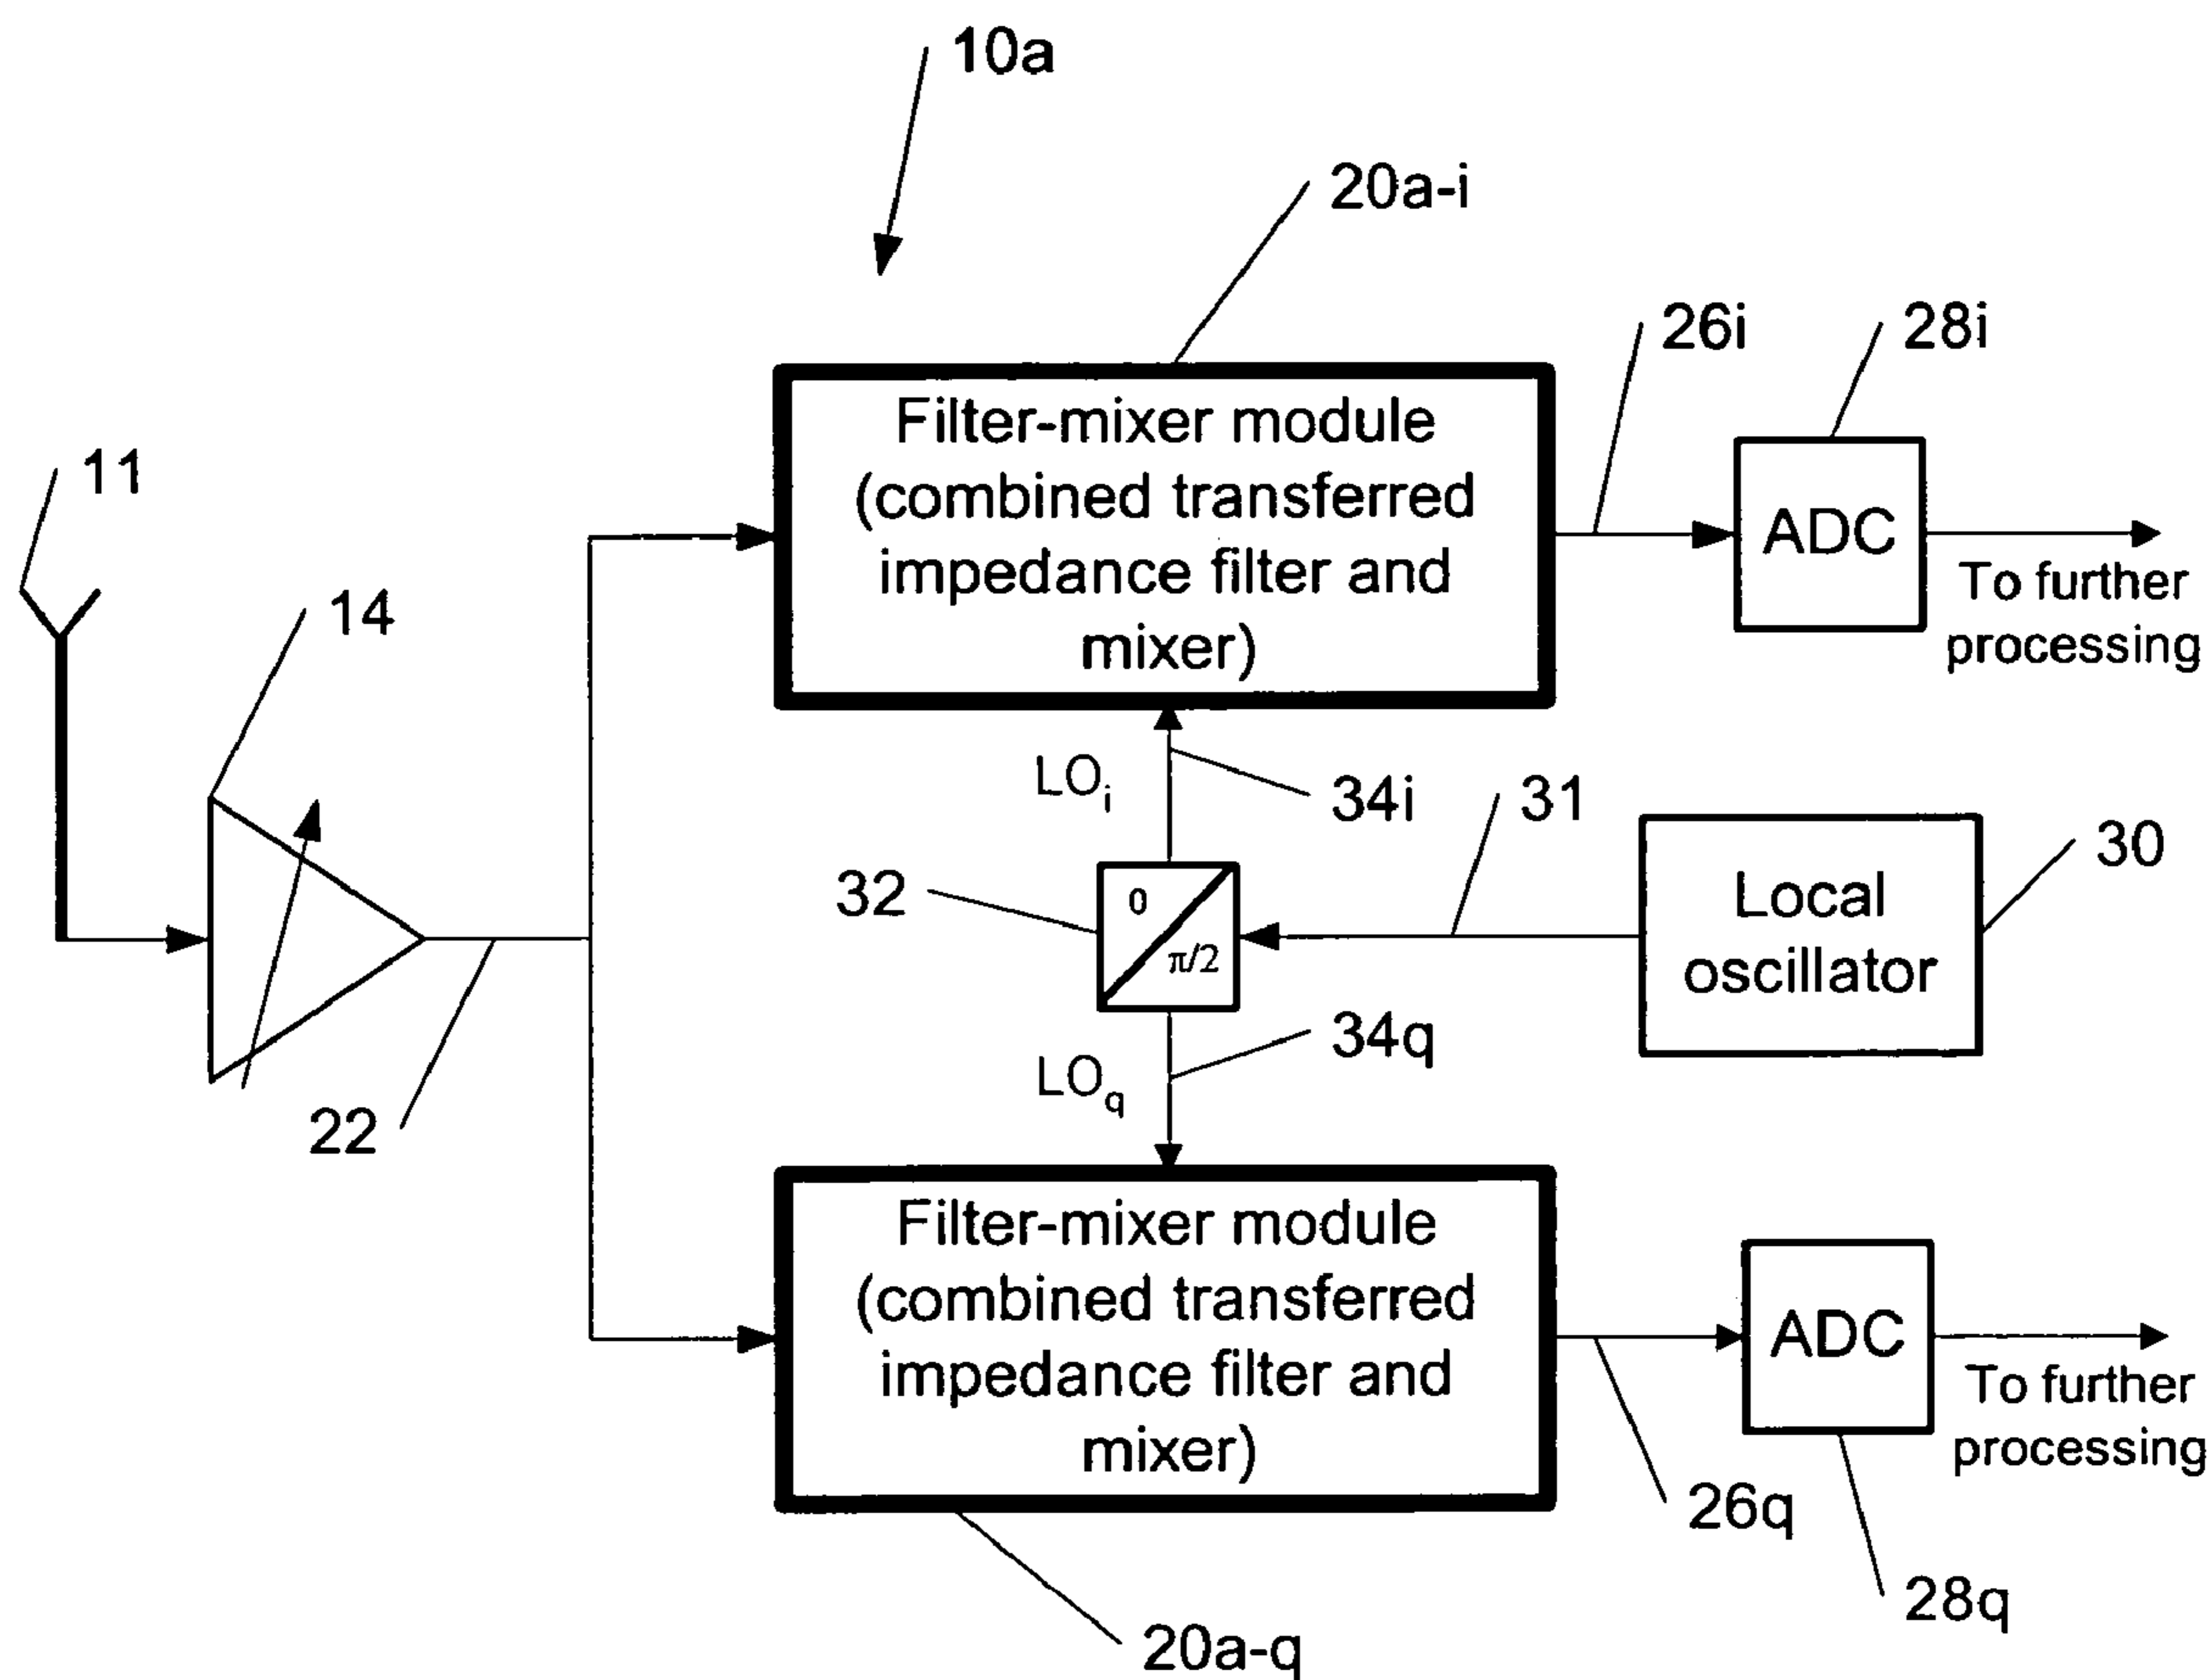 10a
20a-i
26i
28i
Filter-mixer module
(combined transferred
impedance filter and
mixer)
ADC
To further
processing
11
14
LOi
34i
31
30
32
0
π/2
Local
oscillator
34q
LOq
22
Filter-mixer module
(combined transferred
impedance filter and
mixer)
ADC
To further
processing
26q
28q
20a-q